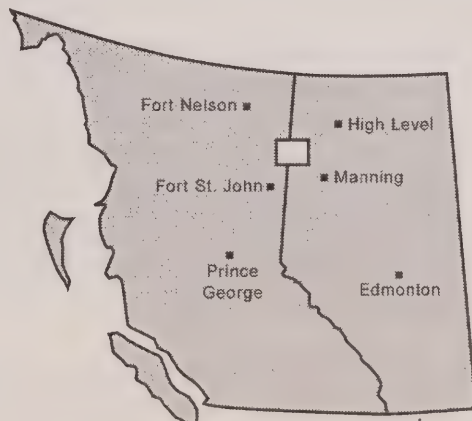 Fort Nelson
High Level
Fort St. John
Manning
Prince
George
Edmonton